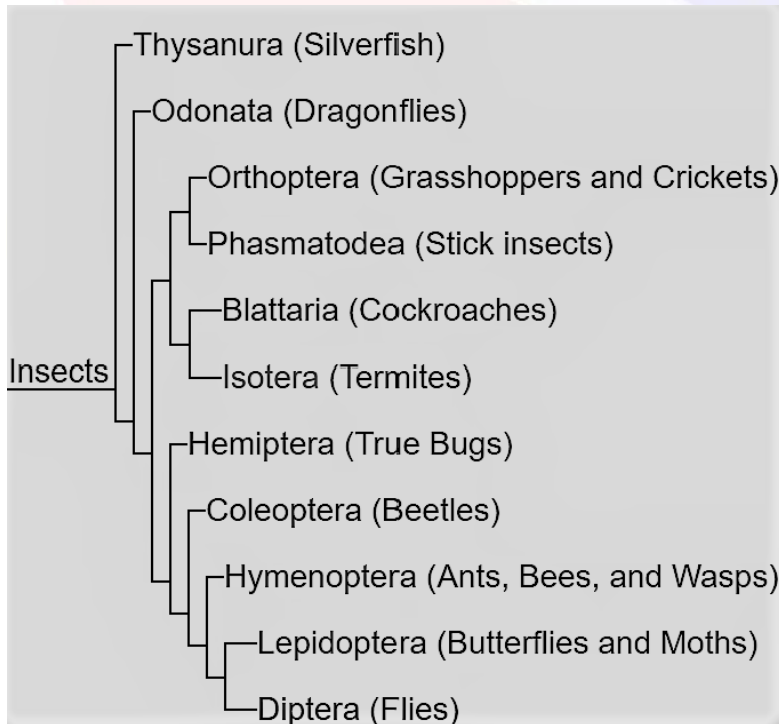 Thysanura (Silverfish)
Odonata (Dragonflies)
Orthoptera (Grasshoppers and Crickets)
Phasmatodea (Stick insects)
Blattaria (Cockroaches)
Insects
Isotera (Termites)
Hemiptera (True Bugs)
Coleoptera (Beetles)
Hymenoptera (Ants, Bees, and Wasps)
Lepidoptera (Butterflies and Moths)
Diptera (Flies)